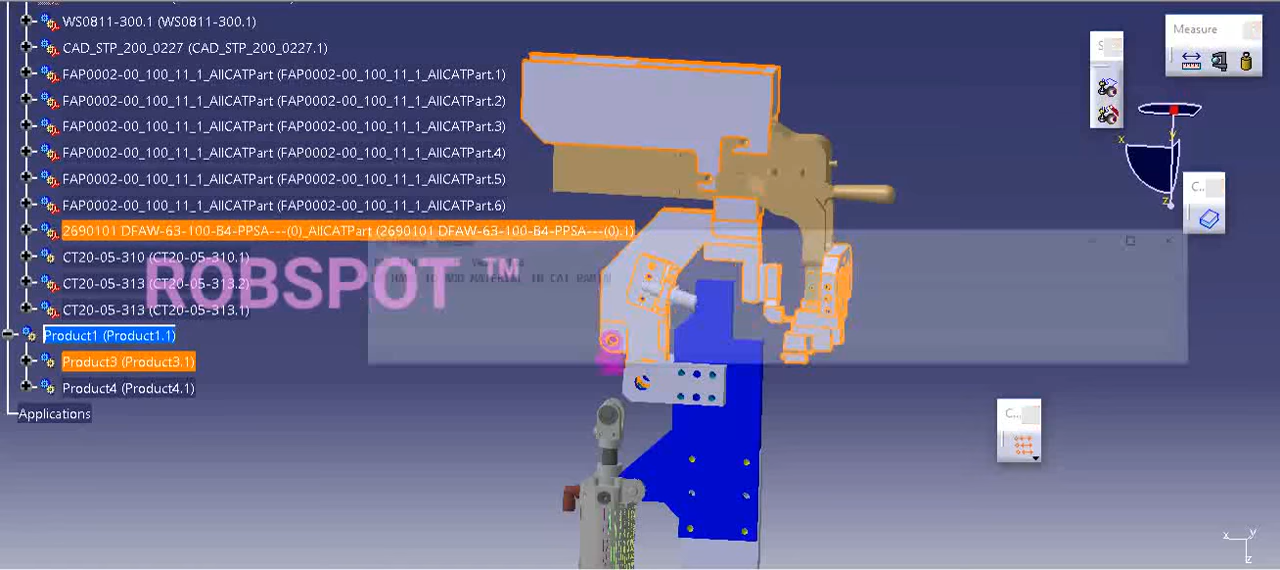 WS0811-300.1 (WS0811-300.1)
CAD_STP_200_0227 (CAD_STP_200_0227.1)
FAP0002-00_100_11_1_AllCATPart (FAP0002-00_100_11_1_AllCATPart.1)
FAP0002-00_100_11_1_AllCATPart (FAP0002-00_100_11_1_AllCATPart.2)
FAP0002-00_100_11_1_AllCATPart (FAP0002-00_100_11_1_AllCATPart.3)
FAP0002-00_100_11_1_AllCATPart (FAP0002-00_100_11_1_AllCATPart.4)
FAP0002-00_100_11_1_AllCATPart (FAP0002-00_100_11_1_AllCATPart.5)
FAP0002-00_100_11_1_AllCATPart (FAP0002-00_100_11_1_AllCATPart.6)
2690101 DFAW-63-100-B4-PPSA---(0)_AllCATPart (2690101 DFAW-63-100-B4-PPSA---(0).1)
CT20-05-310 (CT20-05-310.1)
CT20-05-313 (CT20-05-313.2)
CT20-05-313 (CT20-05-313.1)
Product1 (Product1.1)
Product3 (Product3.1)
Product4 (Product4.1)
Applications
ROBSPOT™
Measure
S...
C...
C...
x
y
z
x
y
z